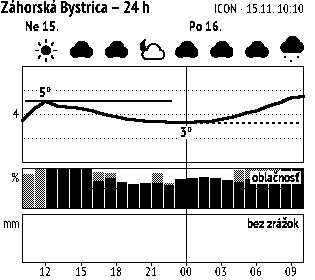 Záhorská Bystrica – 24 h ICON · 15.11. 10:10
Ne 15. Po 16.
5°
4
3°
% oblačnosť
mm bez zrážok
12 15 18 21 00 03 06 09